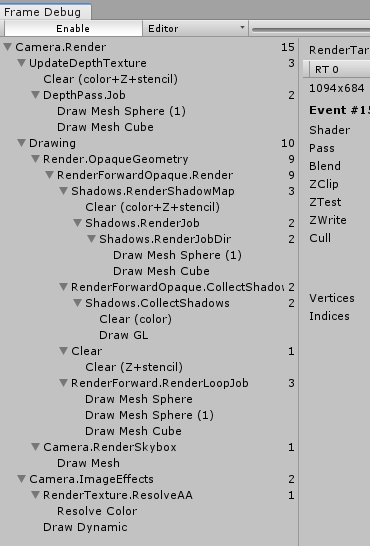 Frame Debug
Enable Editor
Camera.Render 15
UpdateDepthTexture 3
Clear (color+Z+stencil)
DepthPass.Job 2
Draw Mesh Sphere (1)
Draw Mesh Cube
Drawing 10
Render.OpaqueGeometry 9
RenderForwardOpaque.Render 9
Shadows.RenderShadowMap 3
Clear (color+Z+stencil)
Shadows.RenderJob 2
Shadows.RenderJobDir 2
Draw Mesh Sphere (1)
Draw Mesh Cube
RenderForwardOpaque.CollectShadov 2
Shadows.CollectShadows 2
Clear (color)
Draw GL
Clear 1
Clear (Z+stencil)
RenderForward.RenderLoopJob 3
Draw Mesh Sphere
Draw Mesh Sphere (1)
Draw Mesh Cube
Camera.RenderSkybox 1
Draw Mesh
Camera.ImageEffects 2
RenderTexture.ResolveAA 1
Resolve Color
Draw Dynamic
RenderTar
RT 0
1094x684
Event #15
Shader
Pass
Blend
ZClip
ZTest
ZWrite
Cull
Vertices
Indices